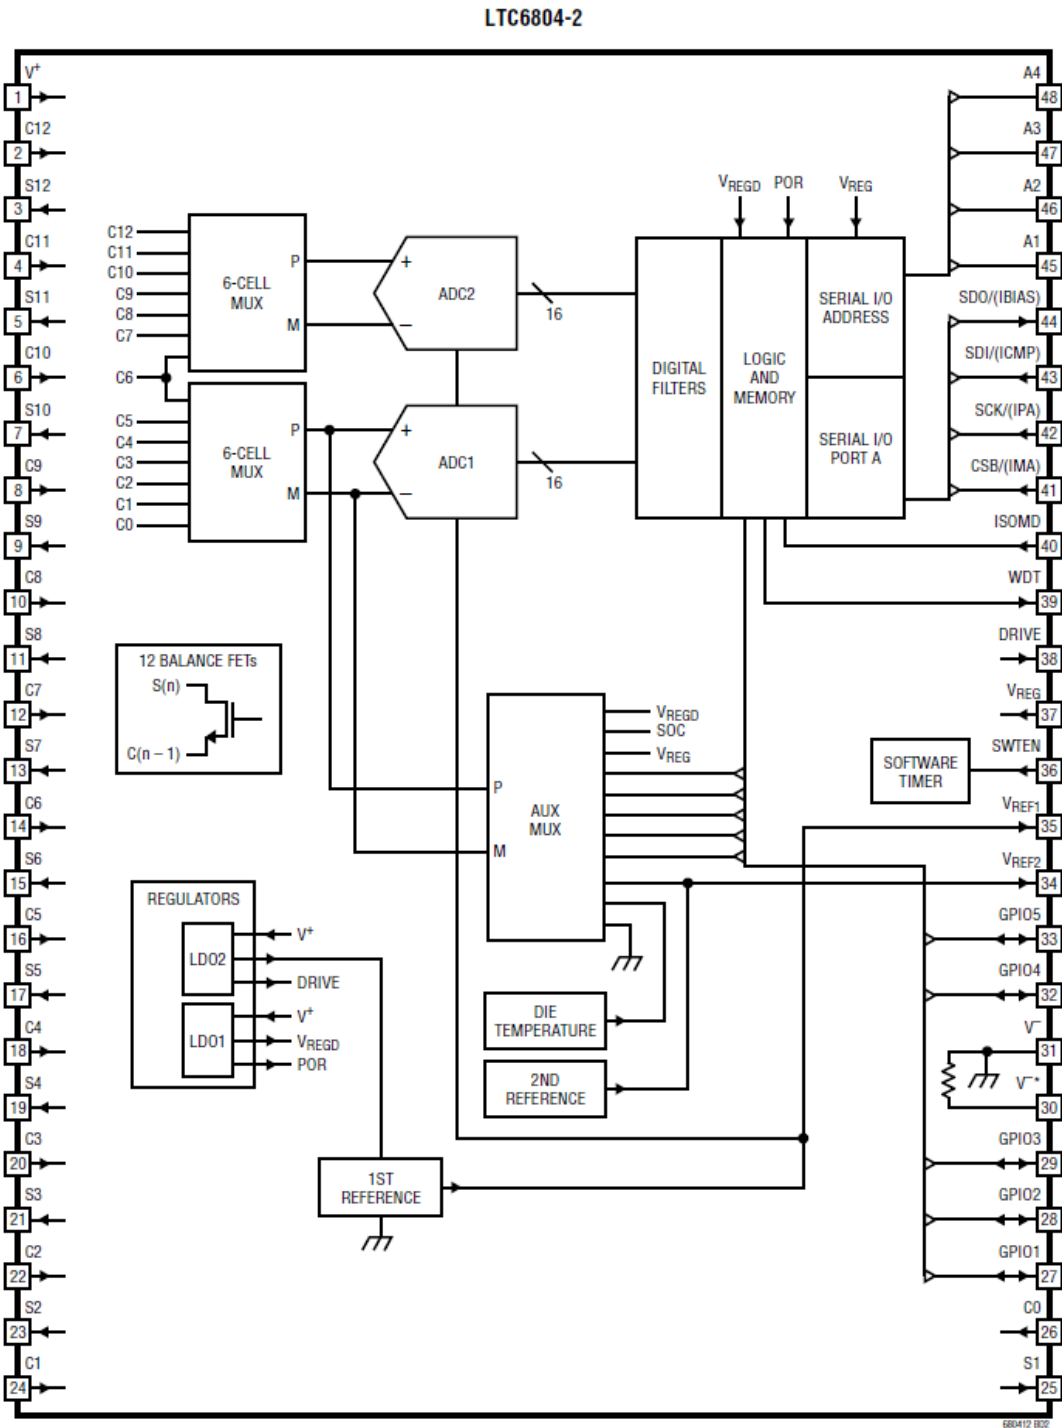 LTC6804-2
V+
1
C12
2
S12
3
C11
4
S11
5
C10
6
S10
7
C9
8
S9
9
C8
10
S8
11
C7
12
S7
13
C6
14
S6
15
C5
16
S5
17
C4
18
S4
19
C3
20
S3
21
C2
22
S2
23
C1
24
C12
C11
C10
C9
C8
C7
C6
C5
C4
C3
C2
C1
C0
6-CELL
MUX
P
M
6-CELL
MUX
P
M
+
ADC2
−
16
+
ADC1
−
16
VREGD
POR
VREG
DIGITAL
FILTERS
LOGIC
AND
MEMORY
SERIAL I/O
ADDRESS
SERIAL I/O
PORT A
12 BALANCE FETs
S(n)
C(n − 1)
P
M
AUX
MUX
VREGD
SOC
VREG
SOFTWARE
TIMER
REGULATORS
LDO2
V+
DRIVE
LDO1
V+
VREGD
POR
DIE
TEMPERATURE
2ND
REFERENCE
1ST
REFERENCE
A4
48
A3
47
A2
46
A1
45
SDO/(IBIAS)
44
SDI/(ICMP)
43
SCK/(IPA)
42
CSB/(IMA)
41
ISOMD
40
WDT
39
DRIVE
38
VREG
37
SWTEN
36
VREF1
35
VREF2
34
GPIO5
33
GPIO4
32
V−
31
V−*
30
GPIO3
29
GPIO2
28
GPIO1
27
C0
26
S1
25
680412 BD2